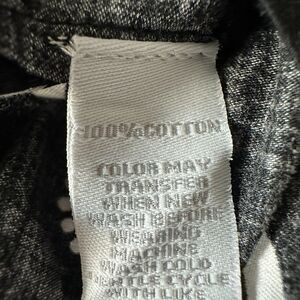 100% COTTON
COLOR MAY
TRANSFER
WHEN NEW
WASH BEFORE
WEARING
MACHINE
WASH COLD
GENTLE CYCLE
WITH LIKE